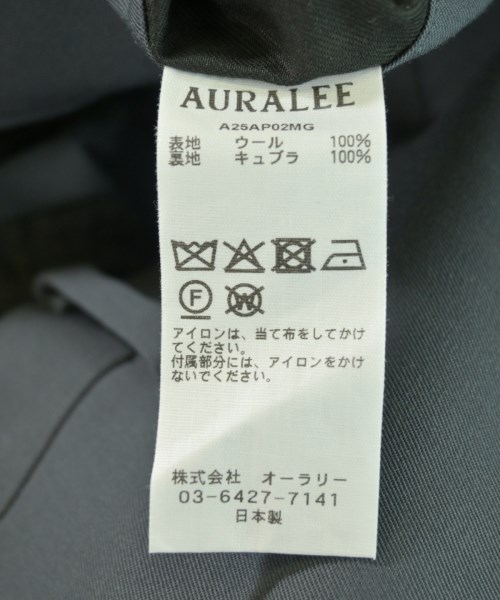 AURALEE
A25AP02MG
表地 ウール 100%
裏地 キュプラ 100%
F W
アイロンは、当て布をしてかけ
てください。
付属部分には、アイロンをかけ
ないでください。
株式会社 オーラリー
03-6427-7141
日本製